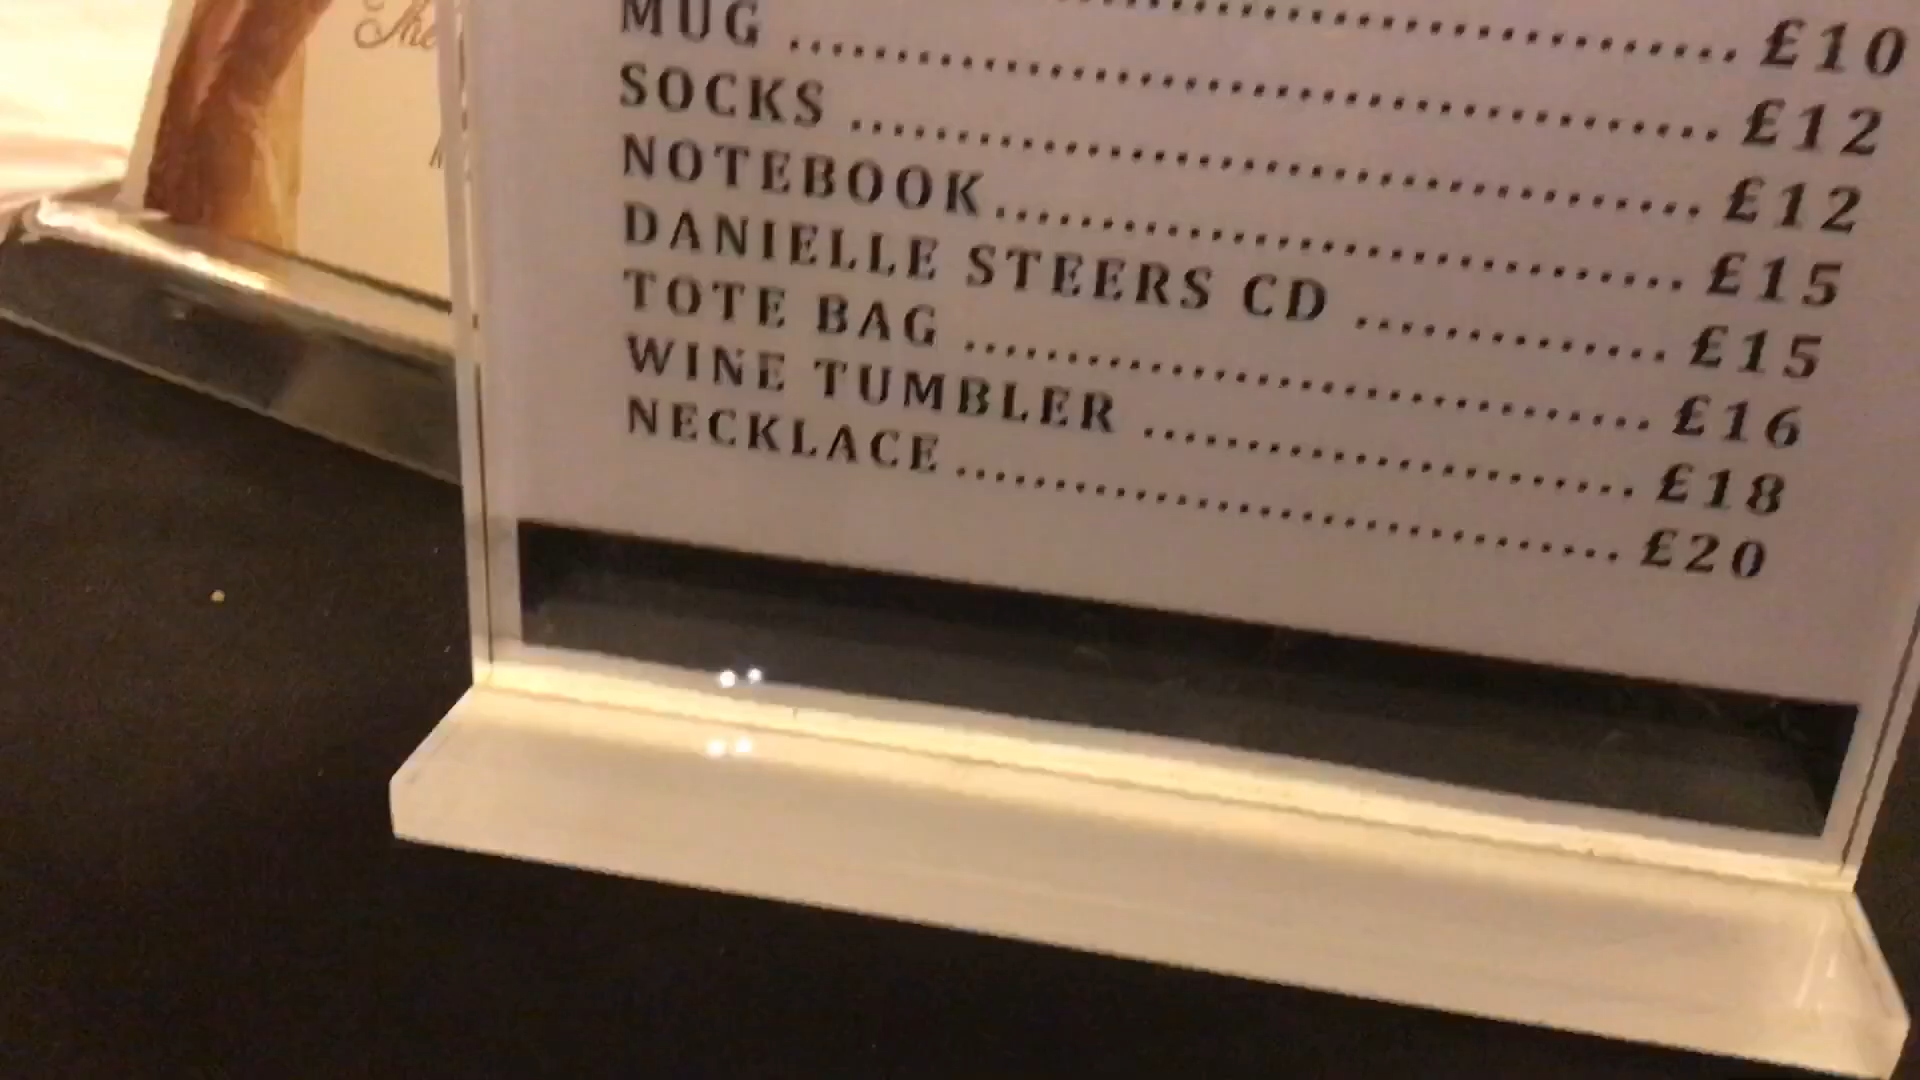 The
£10
MUG ........................................ £12
SOCKS ........................................ £12
NOTEBOOK ........................................ £15
DANIELLE STEERS CD ............... £15
TOTE BAG ........................................ £16
WINE TUMBLER ........................... £18
NECKLACE ........................................ £20